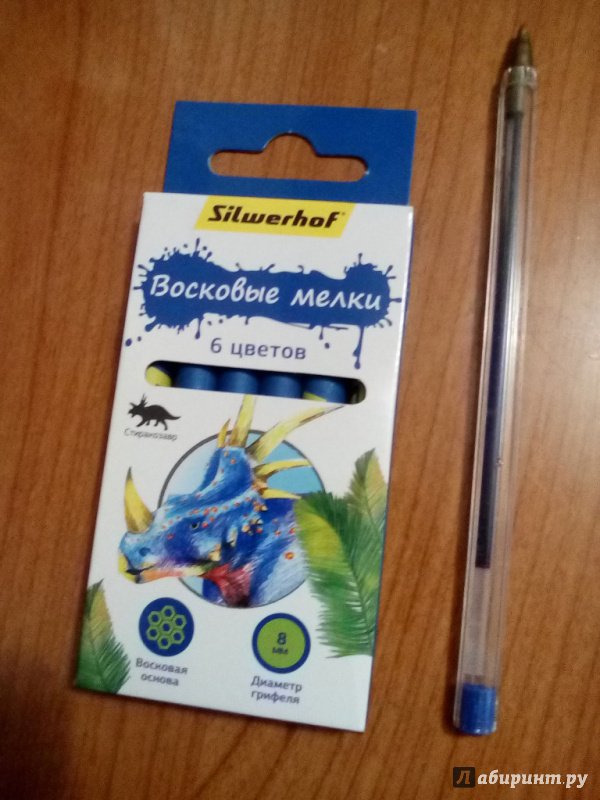 Silwerhof®
Восковые мелки
6 цветов
Стиракозавр
8
мм
Восковая
основа
Диаметр
грифеля
Лабиринт.ру